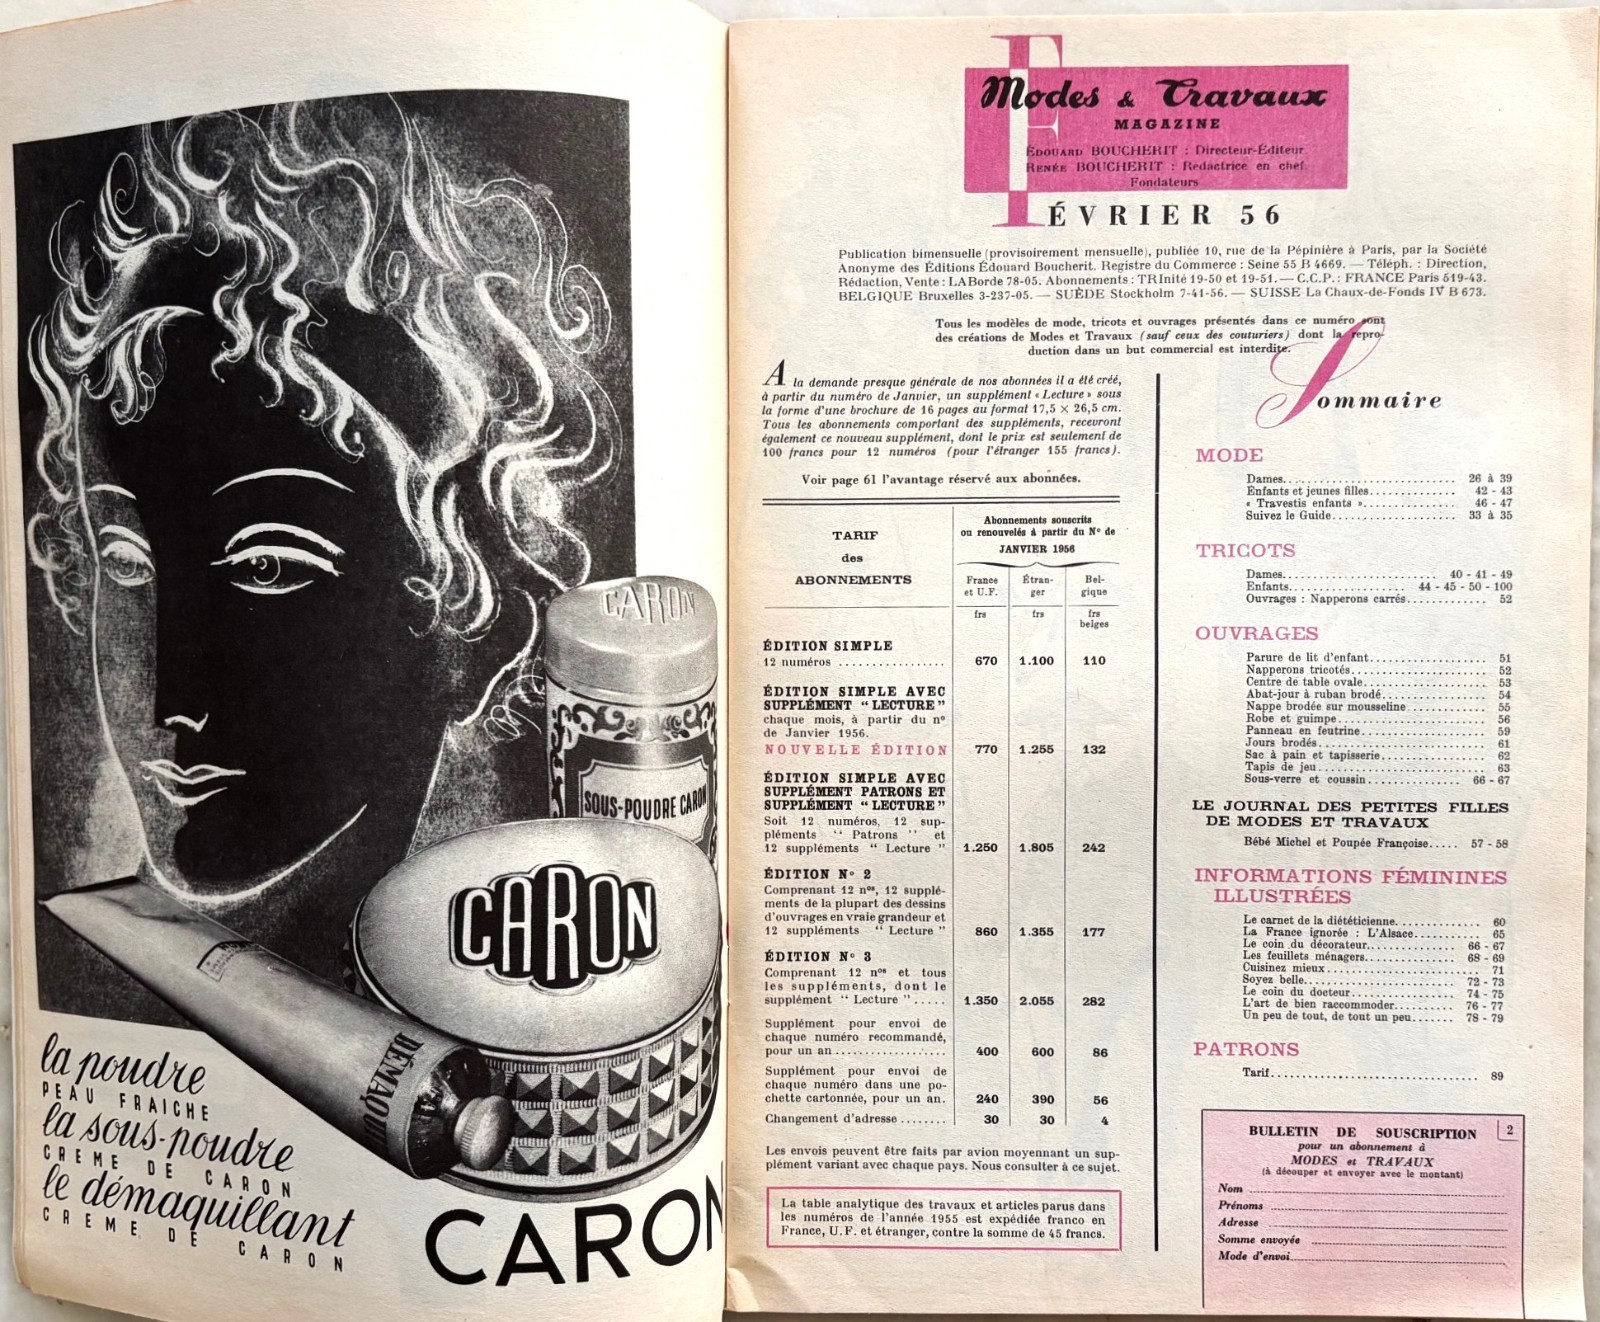 CARON
SOUS-POUDRE CARON
CARON
DÉMAQUI
la poudre
PEAU FRAICHE
la sous-poudre
CREME DE CARON
le démaquillant
CREME DE CARON
CARON
Modes & Travaux
MAGAZINE
ÉDOUARD BOUCHERIT : Directeur-Éditeur
RENÉE BOUCHERIT : Rédactrice en chef.
Fondateurs
FÉVRIER 56
Publication bimensuelle (provisoirement mensuelle), publiée 10, rue de la Pépinière à Paris, par la Société
Anonyme des Éditions Édouard Boucherit. Registre du Commerce : Seine 55 B 4669. — Téléph. : Direction,
Rédaction, Vente : LABorde 78-05. Abonnements : TRInité 19-50 et 19-51. — C.C.P. : FRANCE Paris 519-43.
BELGIQUE Bruxelles 3-237-05. — SUÈDE Stockholm 7-41-56. — SUISSE La Chaux-de-Fonds IV B 673.
Tous les modèles de mode, tricots et ouvrages présentés dans ce numéro sont
des créations de Modes et Travaux (sauf ceux des couturiers) dont la repro-
duction dans un but commercial est interdite.
A la demande presque générale de nos abonnées il a été créé,
à partir du numéro de Janvier, un supplément « Lecture » sous
la forme d'une brochure de 16 pages au format 17,5 × 26,5 cm.
Tous les abonnements comportant des suppléments, recevront
également ce nouveau supplément, dont le prix est seulement de
100 francs pour 12 numéros (pour l'étranger 155 francs).
Voir page 61 l'avantage réservé aux abonnées.
TARIF
des
ABONNEMENTS
Abonnements souscrits
ou renouvelés à partir du N° de
JANVIER 1956
France et U.F. Étran-ger Bel-gique
frs frs frs belges
ÉDITION SIMPLE
12 numéros ................. 670 1.100 110
ÉDITION SIMPLE AVEC
SUPPLÉMENT " LECTURE "
chaque mois, à partir du n°
de Janvier 1956.
NOUVELLE ÉDITION 770 1.255 132
ÉDITION SIMPLE AVEC
SUPPLÉMENT PATRONS ET
SUPPLÉMENT " LECTURE "
Soit 12 numéros, 12 sup-
pléments " Patrons " et
12 suppléments " Lecture " 1.250 1.805 242
ÉDITION N° 2
Comprenant 12 nos, 12 supplé-
ments de la plupart des dessins
d'ouvrages en vraie grandeur et
12 suppléments " Lecture " 860 1.355 177
ÉDITION N° 3
Comprenant 12 nos et tous
les suppléments, dont le
supplément " Lecture " ..... 1.350 2.055 282
Supplément pour envoi de
chaque numéro recommandé,
pour un an ................. 400 600 86
Supplément pour envoi de
chaque numéro dans une po-
chette cartonnée, pour un an. 240 390 56
Changement d'adresse ....... 30 30 4
Les envois peuvent être faits par avion moyennant un sup-
plément variant avec chaque pays. Nous consulter à ce sujet.
La table analytique des travaux et articles parus dans
les numéros de l'année 1955 est expédiée franco en
France, U.F. et étranger, contre la somme de 45 francs.
Sommaire
MODE
Dames........................ 26 à 39
Enfants et jeunes filles............. 42 - 43
« Travestis enfants »............... 46 - 47
Suivez le Guide.................... 33 à 35
TRICOTS
Dames........................ 40 - 41 - 49
Enfants................... 44 - 45 - 50 - 100
Ouvrages : Napperons carrés............ 52
OUVRAGES
Parure de lit d'enfant................. 51
Napperons tricotés................... 52
Centre de table ovale................. 53
Abat-jour à ruban brodé.............. 54
Nappe brodée sur mousseline........... 55
Robe et guimpe..................... 56
Panneau en feutrine.................. 59
Jours brodés....................... 61
Sac à pain et tapisserie............... 62
Tapis de jeu....................... 63
Sous-verre et coussin............... 66 - 67
LE JOURNAL DES PETITES FILLES
DE MODES ET TRAVAUX
Bébé Michel et Poupée Françoise..... 57 - 58
INFORMATIONS FÉMININES
ILLUSTRÉES
Le carnet de la diététicienne............ 60
La France ignorée : L'Alsace.......... 65
Le coin du décorateur............... 66 - 67
Les feuillets ménagers............... 68 - 69
Cuisinez mieux...................... 71
Soyez belle....................... 72 - 73
Le coin du docteur................. 74 - 75
L'art de bien raccommoder........... 76 - 77
Un peu de tout, de tout un peu....... 78 - 79
PATRONS
Tarif............................ 89
2
BULLETIN DE SOUSCRIPTION
pour un abonnement à
MODES et TRAVAUX
(à découper et envoyer avec le montant)
Nom
Prénoms
Adresse
Somme envoyée
Mode d'envoi